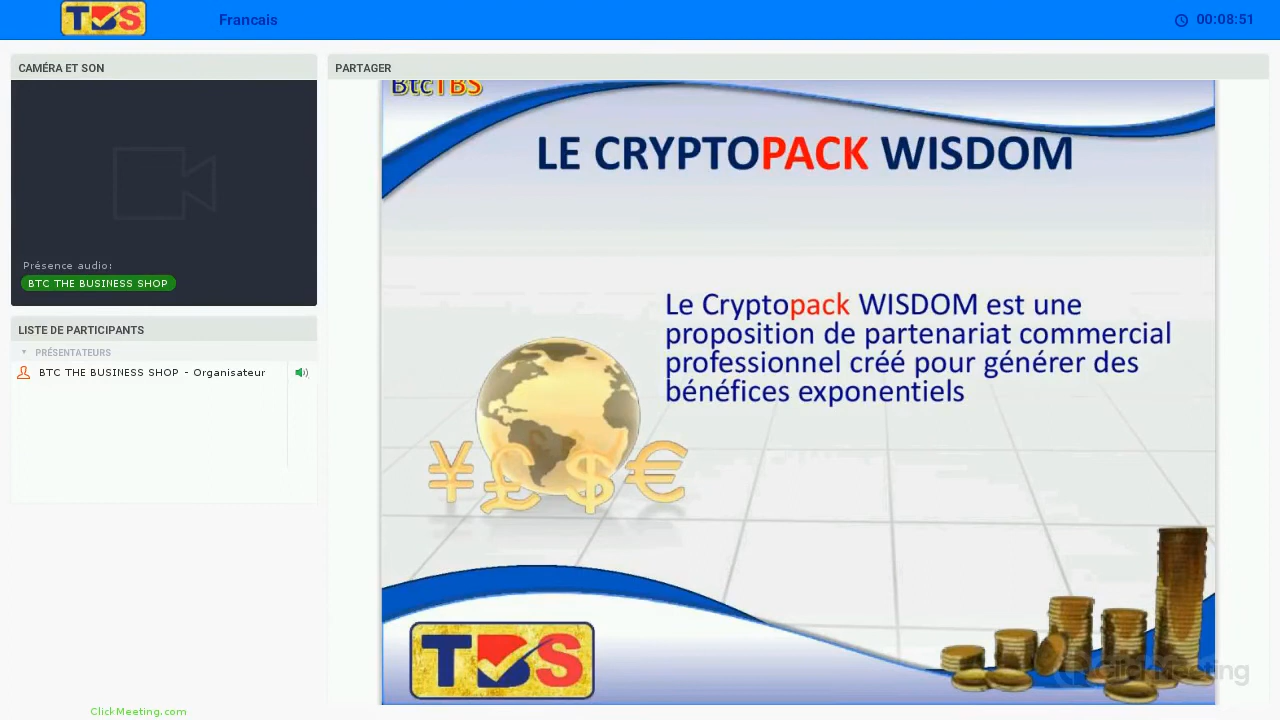 TBS
Francais
00:08:51
CAMÉRA ET SON
Présence audio:
BTC THE BUSINESS SHOP
LISTE DE PARTICIPANTS
PRÉSENTATEURS
BTC THE BUSINESS SHOP - Organisateur
ClickMeeting.com
PARTAGER
BtcTBS
LE CRYPTOPACK WISDOM
Le Cryptopack WISDOM est une
proposition de partenariat commercial
professionnel créé pour générer des
bénéfices exponentiels
¥ £ $ €
TBS
ClickMeeting